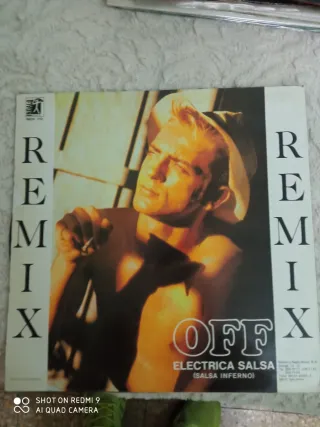 REMIX
REMIX
OFF
ELECTRICA SALSA
(SALSA INFERNO)
SHOT ON REDMI 9
AI QUAD CAMERA